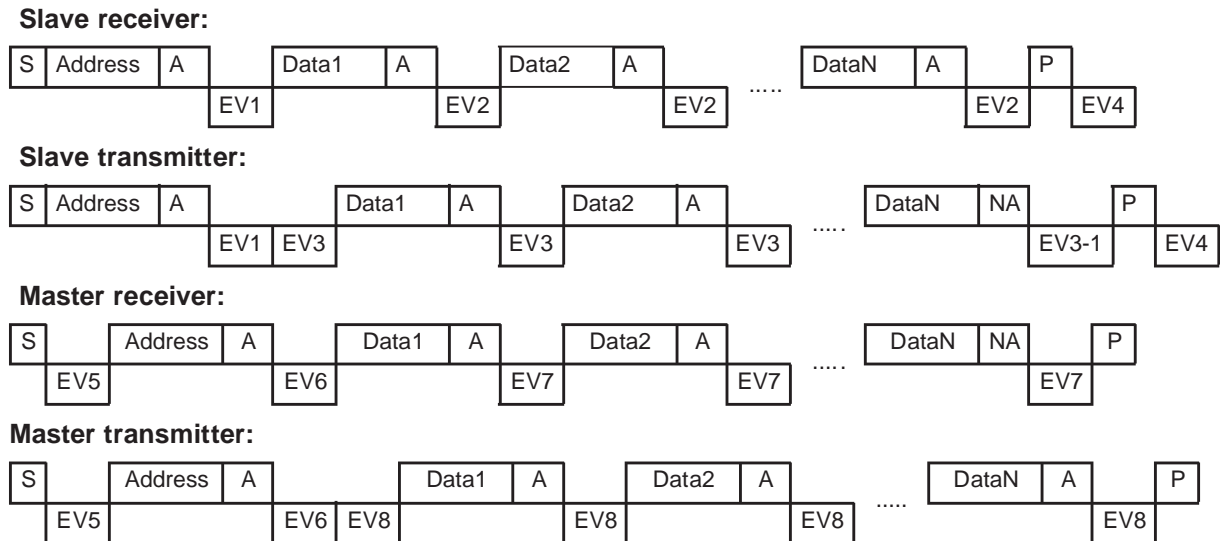 Slave receiver:
S Address A Data1 A Data2 A ..... DataN A P
EV1 EV2 EV2 EV2 EV4
Slave transmitter:
S Address A Data1 A Data2 A ..... DataN NA P
EV1 EV3 EV3 EV3 EV3-1 EV4
Master receiver:
S Address A Data1 A Data2 A ..... DataN NA P
EV5 EV6 EV7 EV7 EV7
Master transmitter:
S Address A Data1 A Data2 A ..... DataN A P
EV5 EV6 EV8 EV8 EV8 EV8